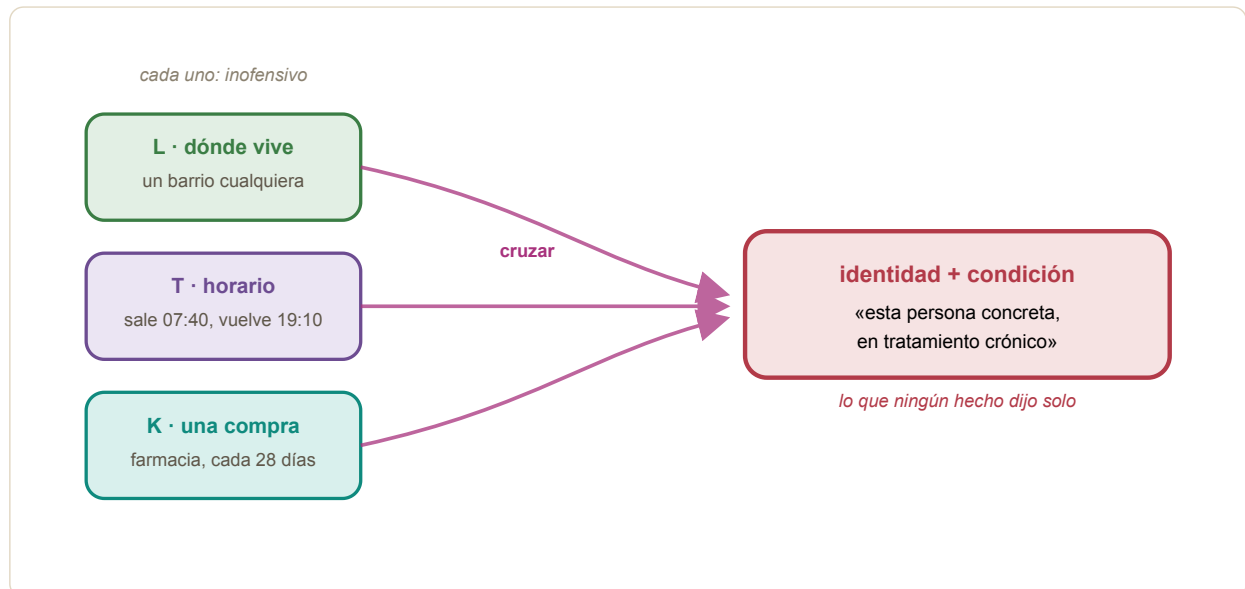 cada uno: inofensivo
L · dónde vive
un barrio cualquiera
T · horario
sale 07:40, vuelve 19:10
K · una compra
farmacia, cada 28 días
cruzar
identidad + condición
«esta persona concreta,
en tratamiento crónico»
lo que ningún hecho dijo solo